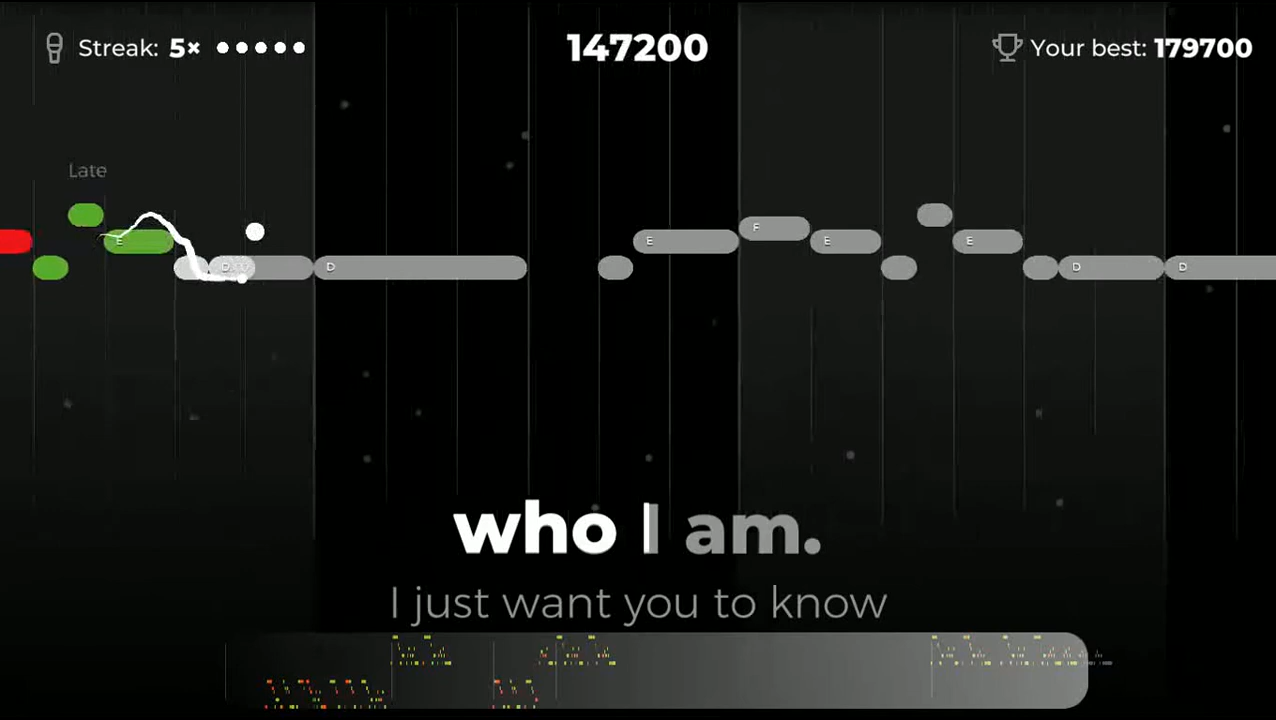 Streak: 5×
147200
Your best: 179700
Late
E D D E F E E D D
who I am.
I just want you to know